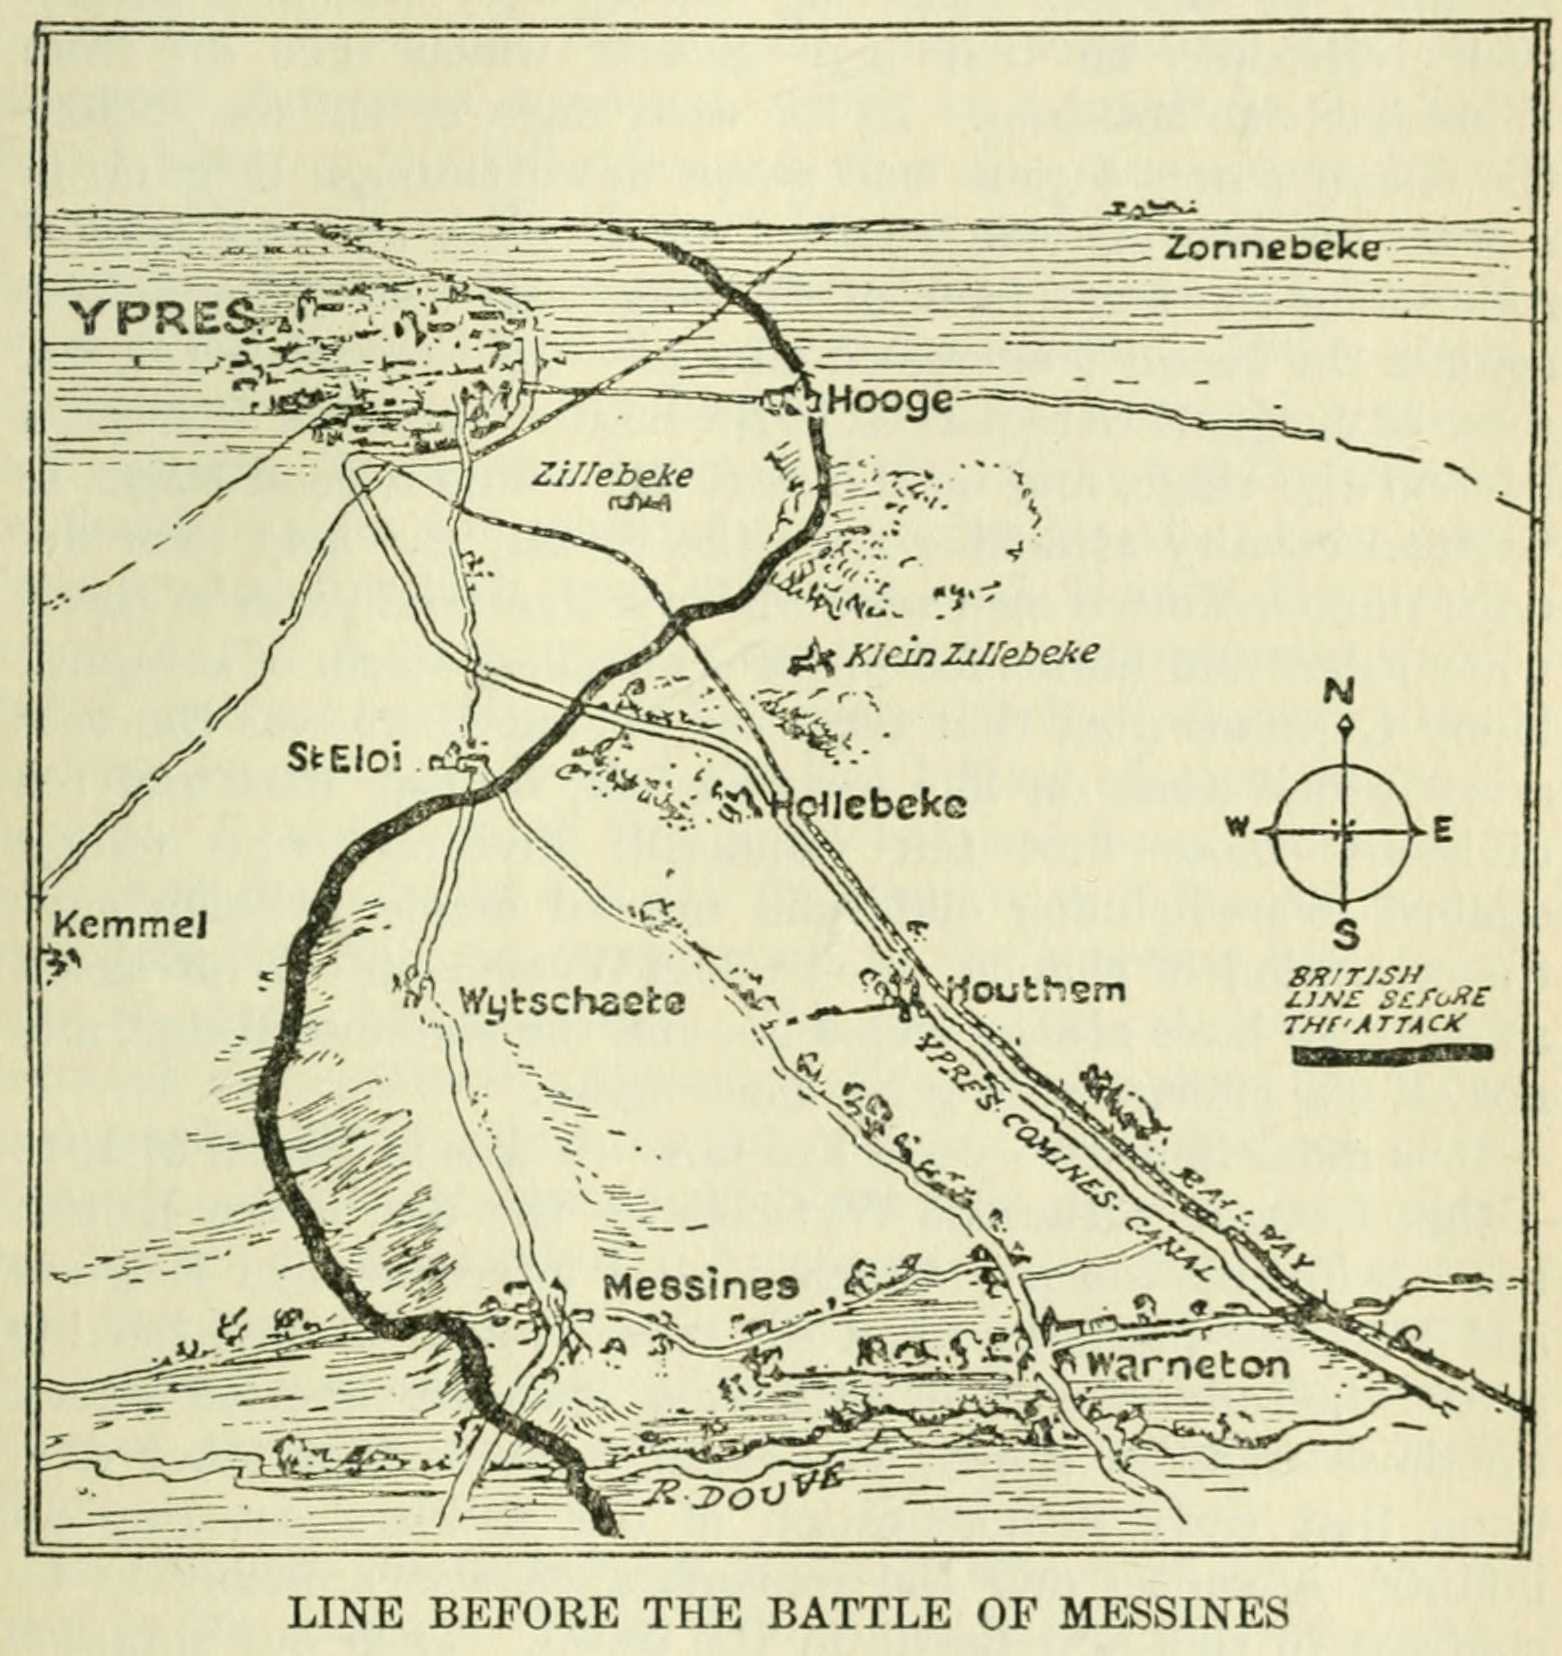 Zonnebeke
YPRES
Hooge
Zillebeke
Klein Zillebeke
N
St Eloi
Hollebeke
W
E
Kemmel
S
BRITISH
LINE BEFORE
THE ATTACK
Wytschaete
Houthem
YPRES-COMINES-CANAL
RAILWAY
Messines
Warneton
R. DOUVE
LINE BEFORE THE BATTLE OF MESSINES